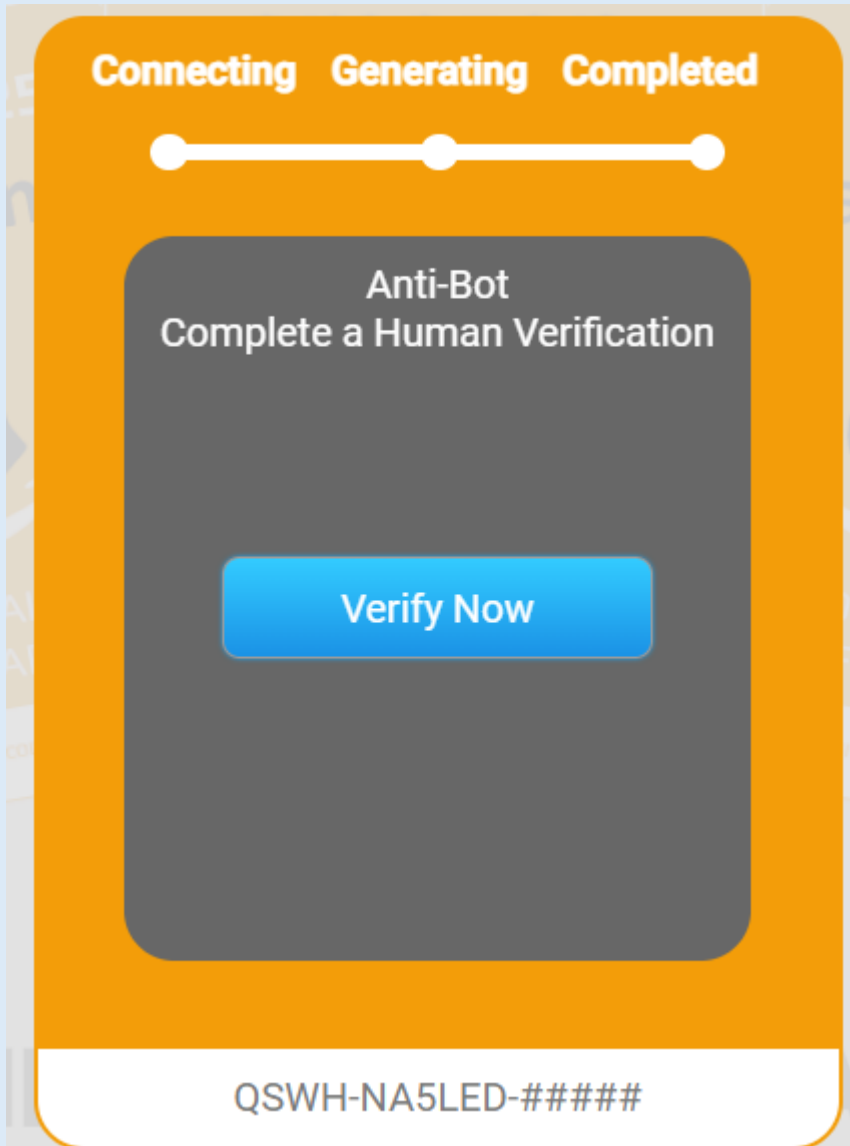 Connecting Generating Completed
Anti-Bot
Complete a Human Verification
Verify Now
QSWH-NA5LED-#####